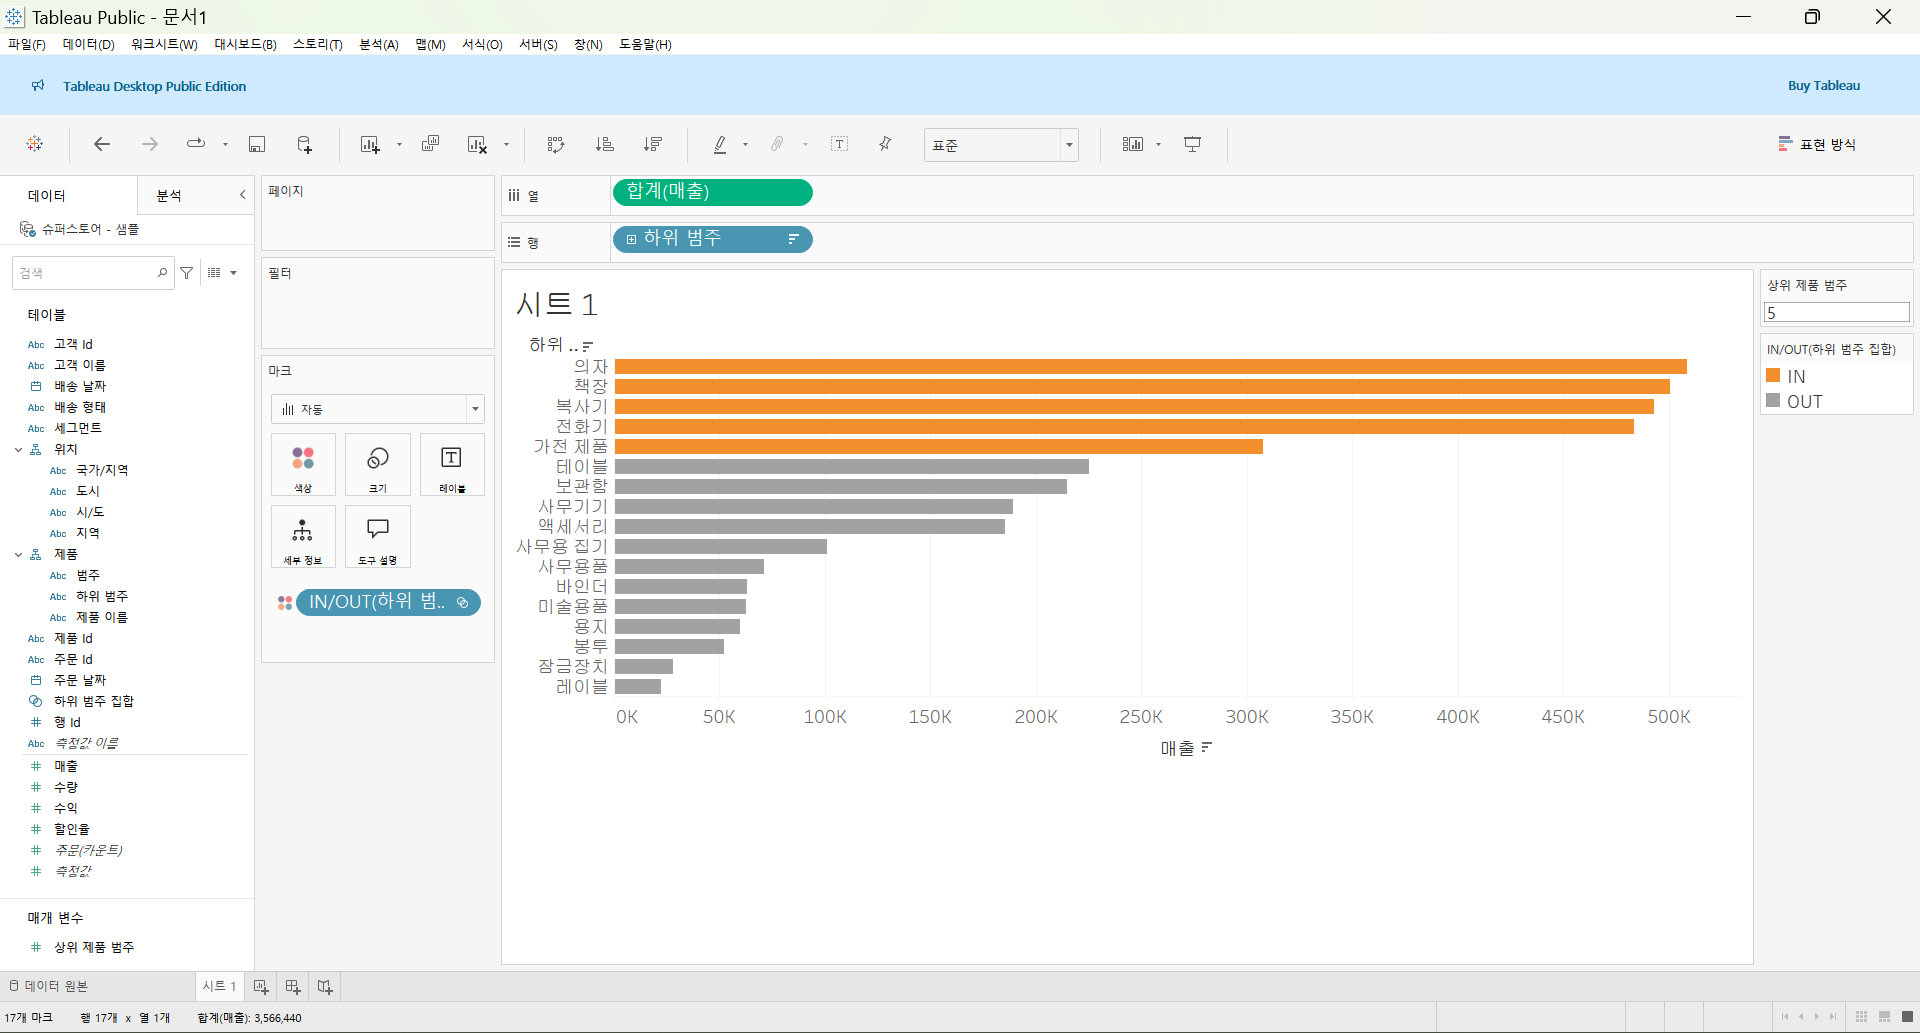 Tableau Public - 문서1
파일(F) 데이터(D) 워크시트(W) 대시보드(B) 스토리(T) 분석(A) 맵(M) 서식(O) 서버(S) 창(N) 도움말(H)
Tableau Desktop Public Edition
Buy Tableau
표준
표현 방식
데이터 분석
슈퍼스토어 - 샘플
검색
테이블
Abc 고객 Id
Abc 고객 이름
배송 날짜
Abc 배송 형태
Abc 세그먼트
위치
Abc 국가/지역
Abc 도시
Abc 시/도
Abc 지역
제품
Abc 범주
Abc 하위 범주
Abc 제품 이름
Abc 제품 Id
Abc 주문 Id
주문 날짜
하위 범주 집합
행 Id
Abc 측정값 이름
매출
수량
수익
할인율
주문(카운트)
측정값
매개 변수
상위 제품 범주
페이지
필터
마크
자동
색상 크기 레이블
세부 정보 도구 설명
IN/OUT(하위 범..
열 합계(매출)
행 하위 범주
시트 1
하위 ..
의자
책장
복사기
전화기
가전 제품
테이블
보관함
사무기기
액세서리
사무용 집기
사무용품
바인더
미술용품
용지
봉투
잠금장치
레이블
0K 50K 100K 150K 200K 250K 300K 350K 400K 450K 500K
매출
상위 제품 범주
5
IN/OUT(하위 범주 집합)
IN
OUT
데이터 원본 시트 1
17개 마크 행 17개 x 열 1개 합계(매출): 3,566,440